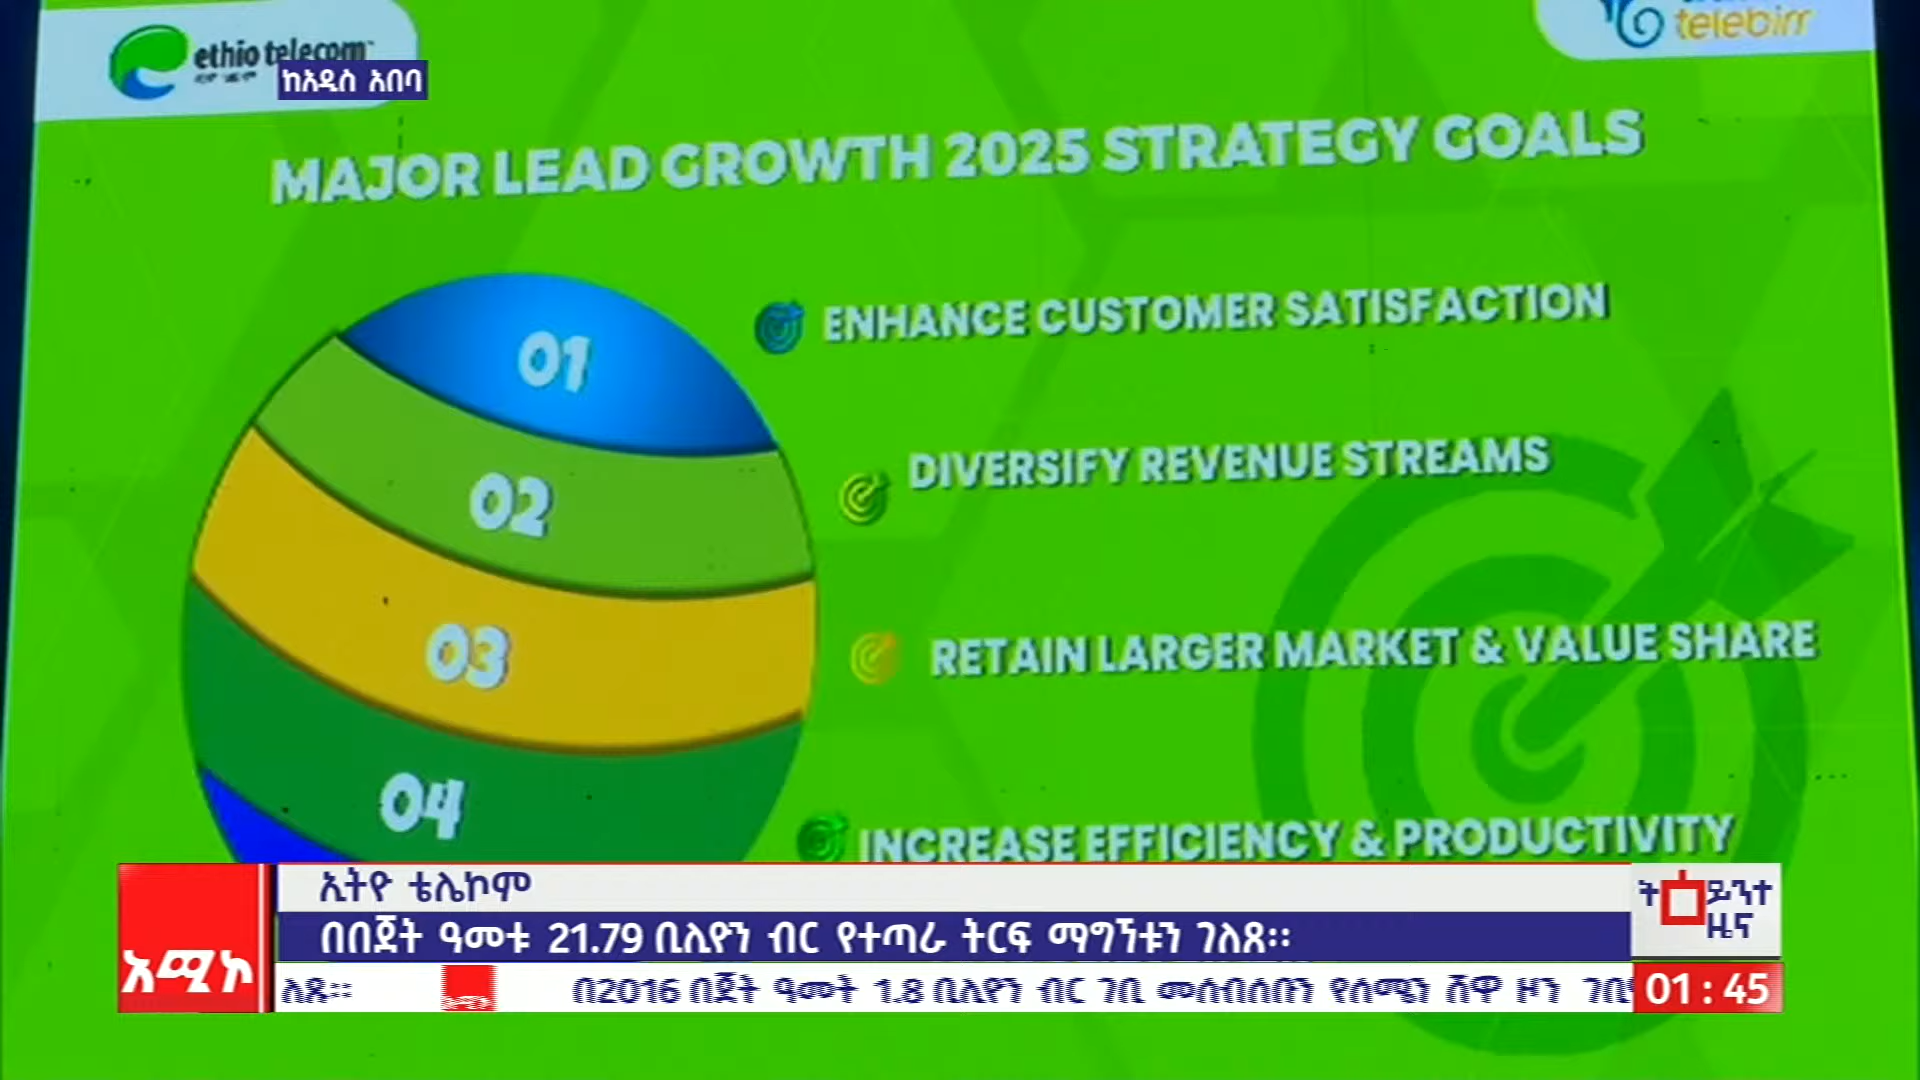 ethio telecom
telebirr
ከአዲስ አበባ
MAJOR LEAD GROWTH 2025 STRATEGY GOALS
01
ENHANCE CUSTOMER SATISFACTION
02
DIVERSIFY REVENUE STREAMS
03
RETAIN LARGER MARKET & VALUE SHARE
04
INCREASE EFFICIENCY & PRODUCTIVITY
ኢትዮ ቴሌኮም
በበጀት ዓመቱ 21.79 ቢሊዮን ብር የተጣራ ትርፍ ማግኘቱን ገለጸ።
አሚኮ
ትኩረት ይንተ
ዜና
ለጹ። በ2016 በጀት ዓመት 1.8 ቢሊዮን ብር ገቢ መሰብሰቡን የሰሜን ሸዋ ዞን
01:45